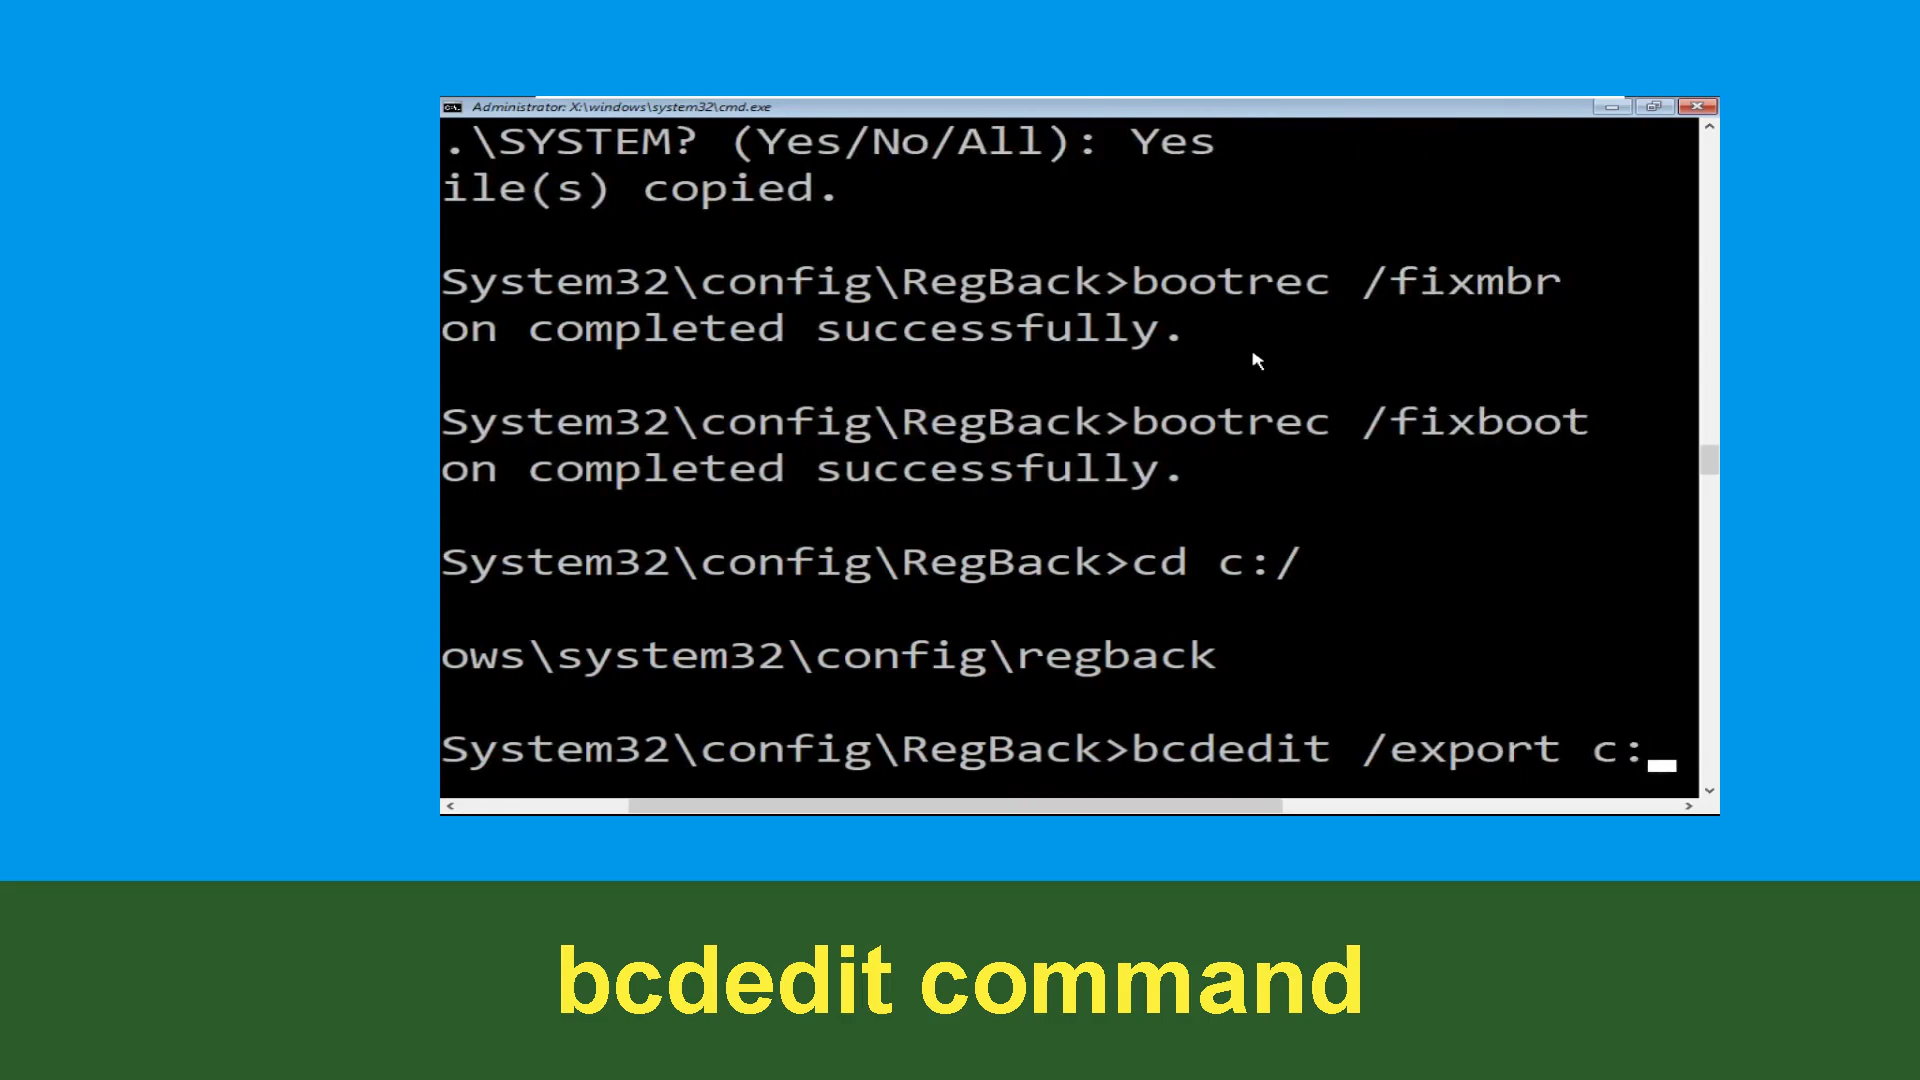 Administrator: X:\windows\system32\cmd.exe
.\SYSTEM? (Yes/No/All): Yes
ile(s) copied.
System32\config\RegBack>bootrec /fixmbr
on completed successfully.
System32\config\RegBack>bootrec /fixboot
on completed successfully.
System32\config\RegBack>cd c:/
ows\system32\config\regback
System32\config\RegBack>bcdedit /export c:
bcdedit command